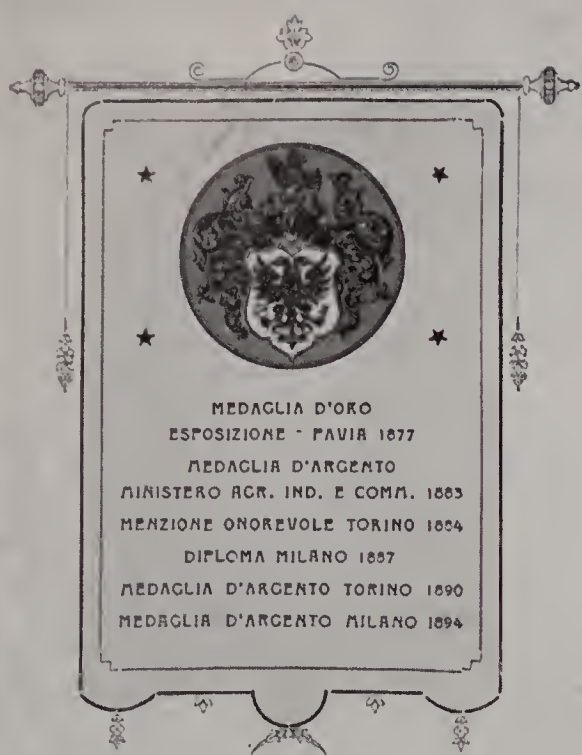 MEDAGLIA D'ORO
ESPOSIZIONE - PAVIA 1877
MEDAGLIA D'ARGENTO
MINISTERO AGR. IND. E COMM. 1883
MENZIONE ONOREVOLE TORINO 1884
DIPLOMA MILANO 1887
MEDAGLIA D'ARGENTO TORINO 1890
MEDAGLIA D'ARGENTO MILANO 1894